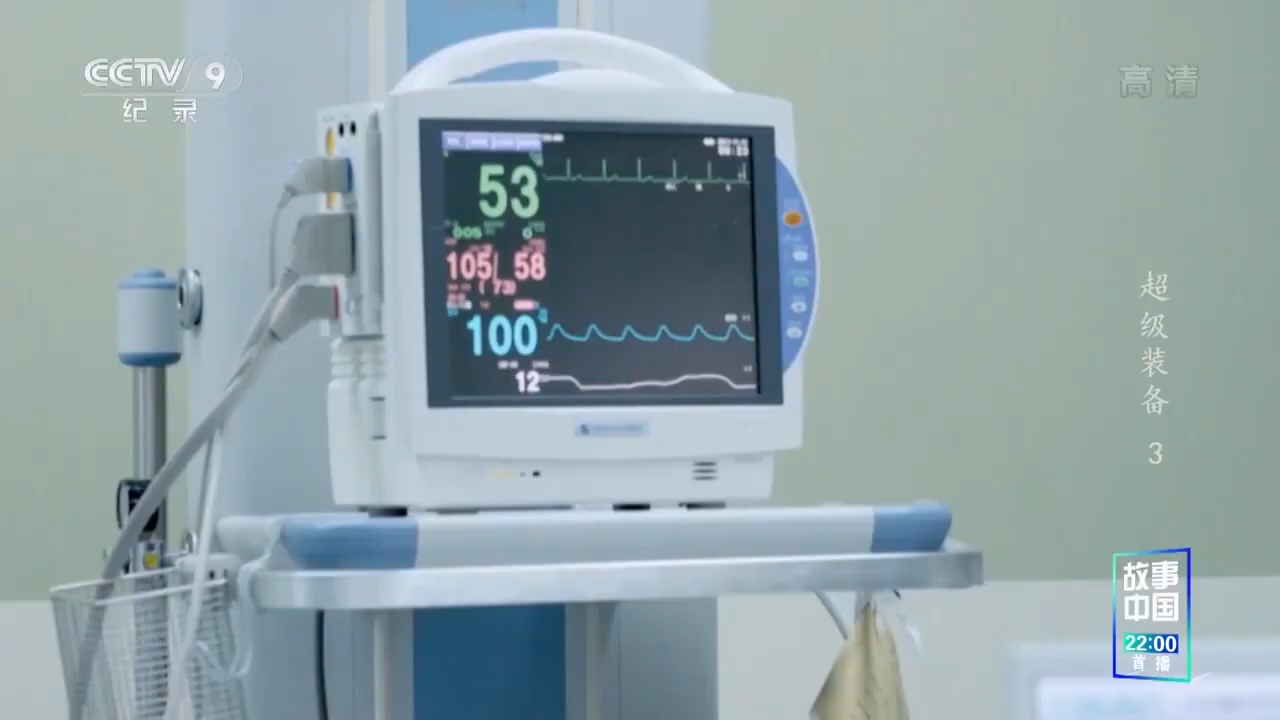 CCTV 9
纪录
高清
53
105/ 58
( 73)
100
12
超级装备 3
故事
中国
22:00
首播